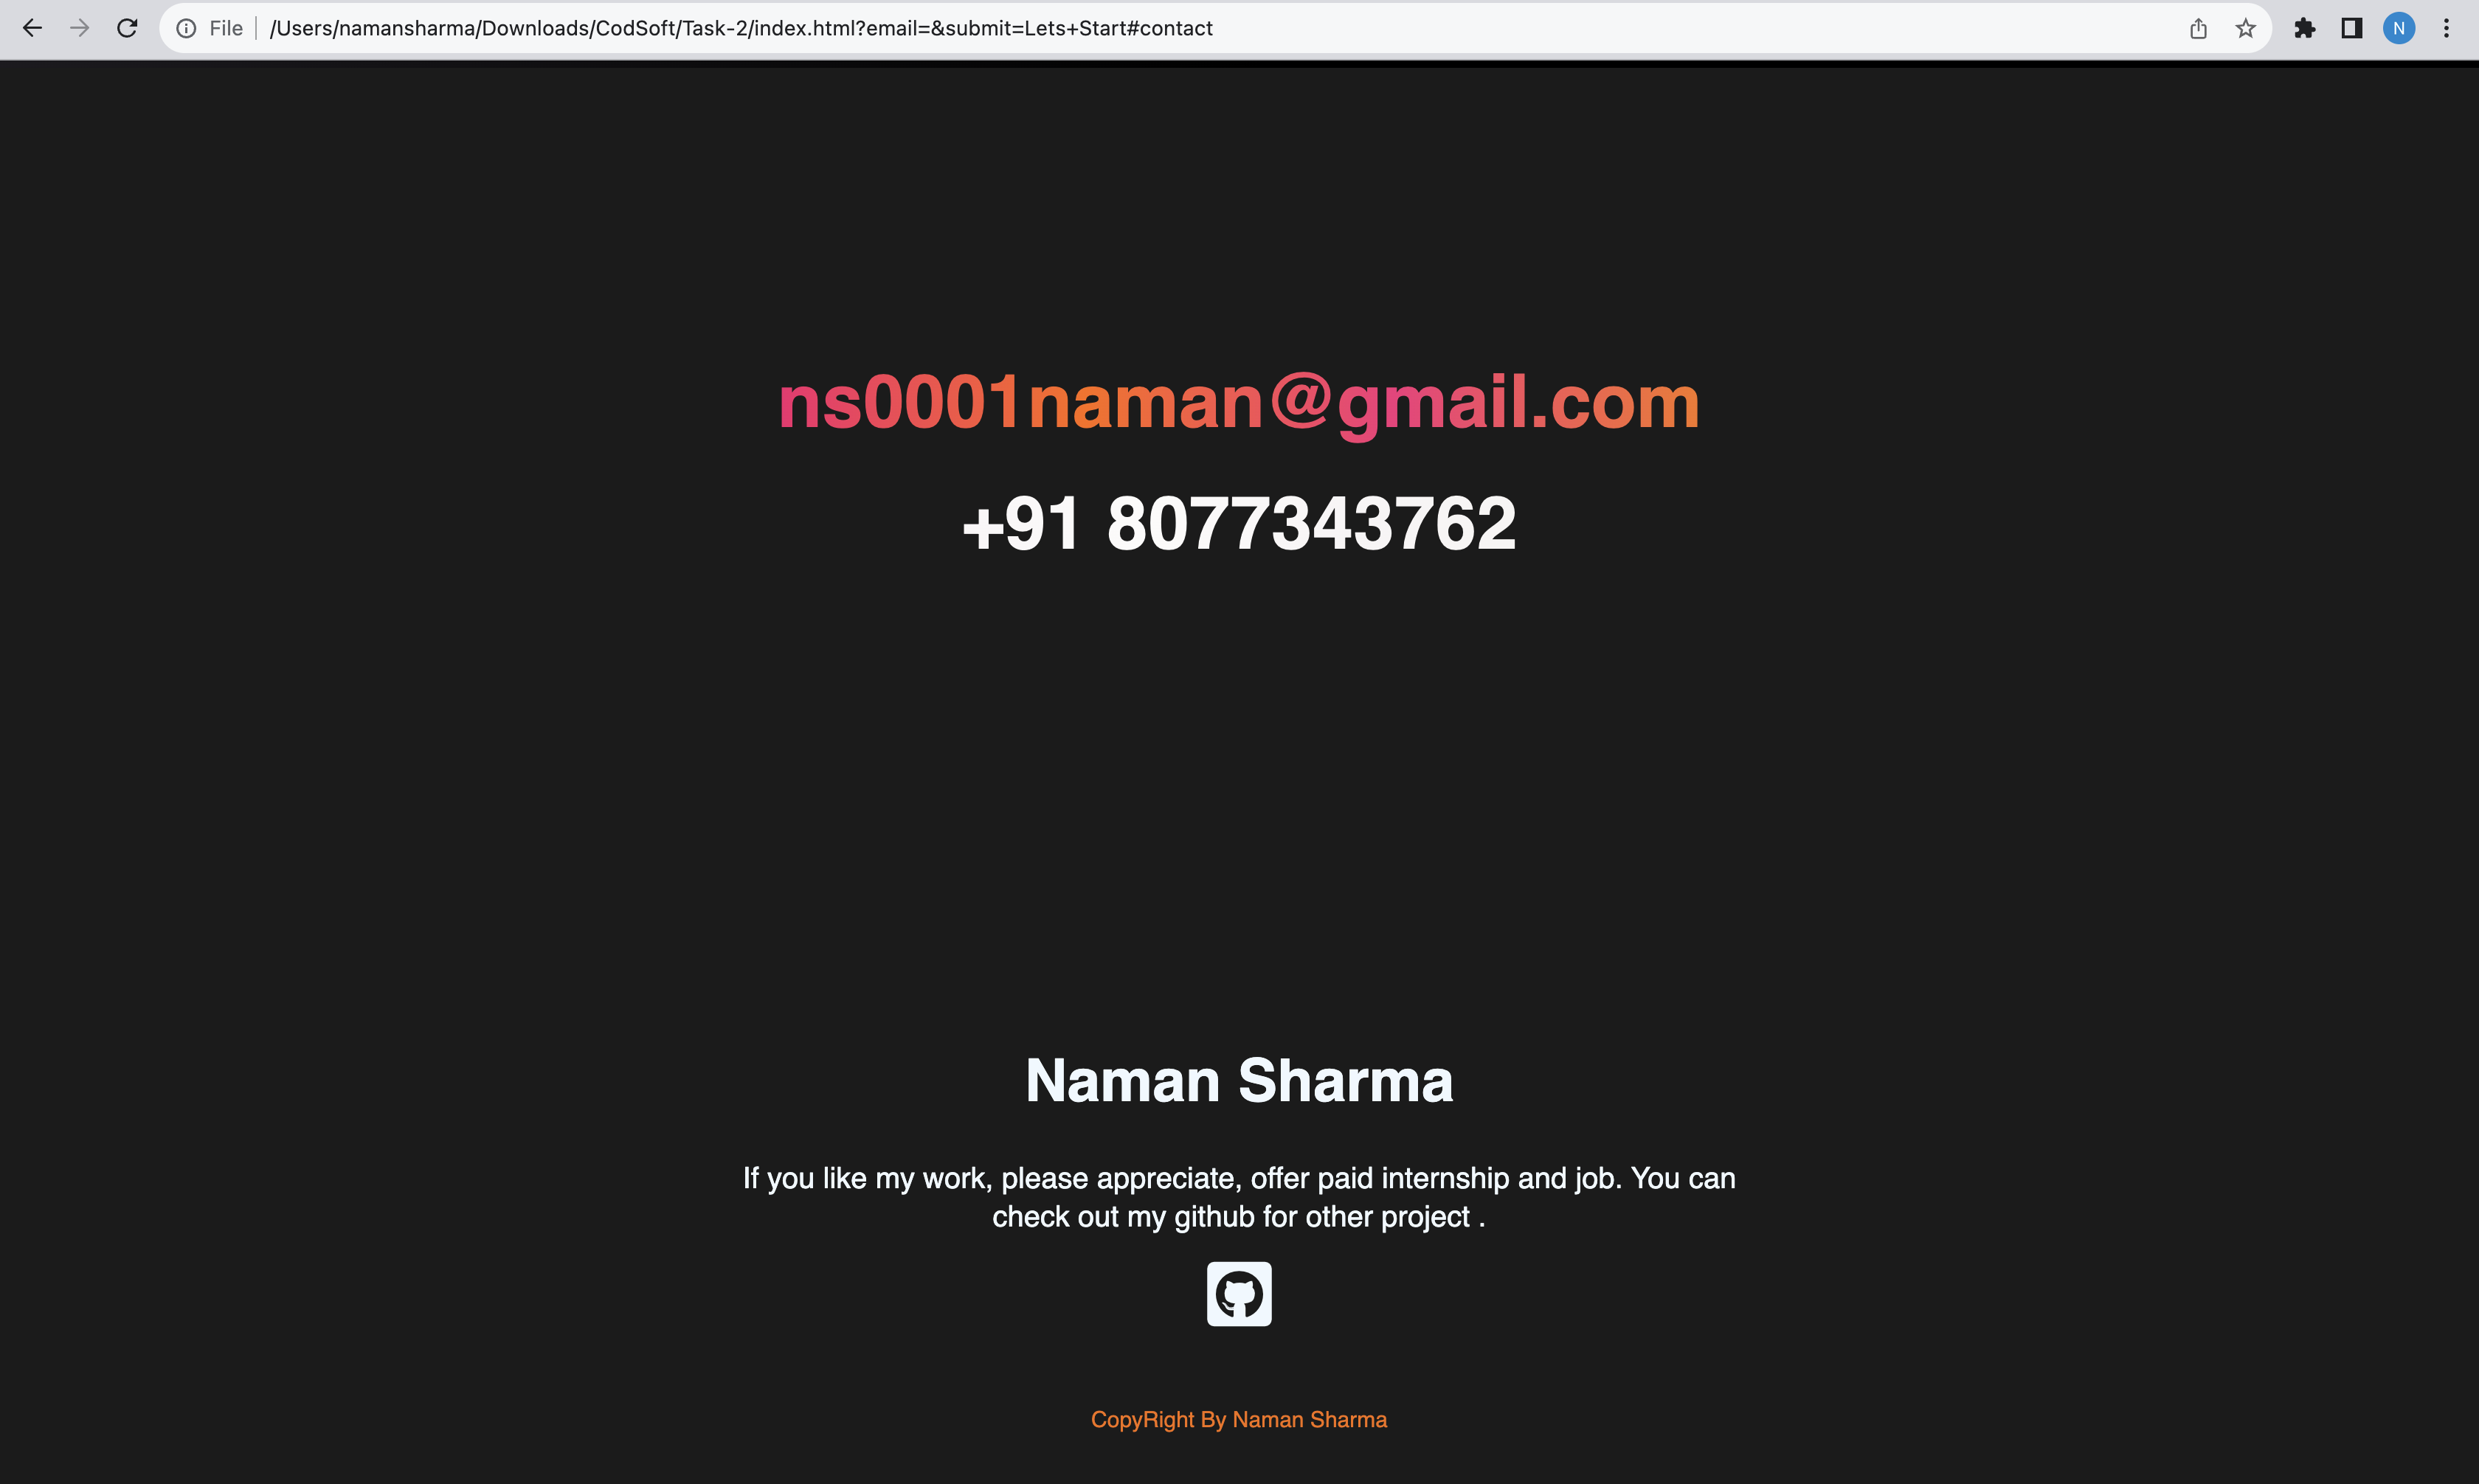 File
/Users/namansharma/Downloads/CodSoft/Task-2/index.html?email=&submit=Lets+Start#contact
N
ns0001naman@gmail.com
+91 8077343762
Naman Sharma
If you like my work, please appreciate, offer paid internship and job. You can
check out my github for other project .
CopyRight By Naman Sharma